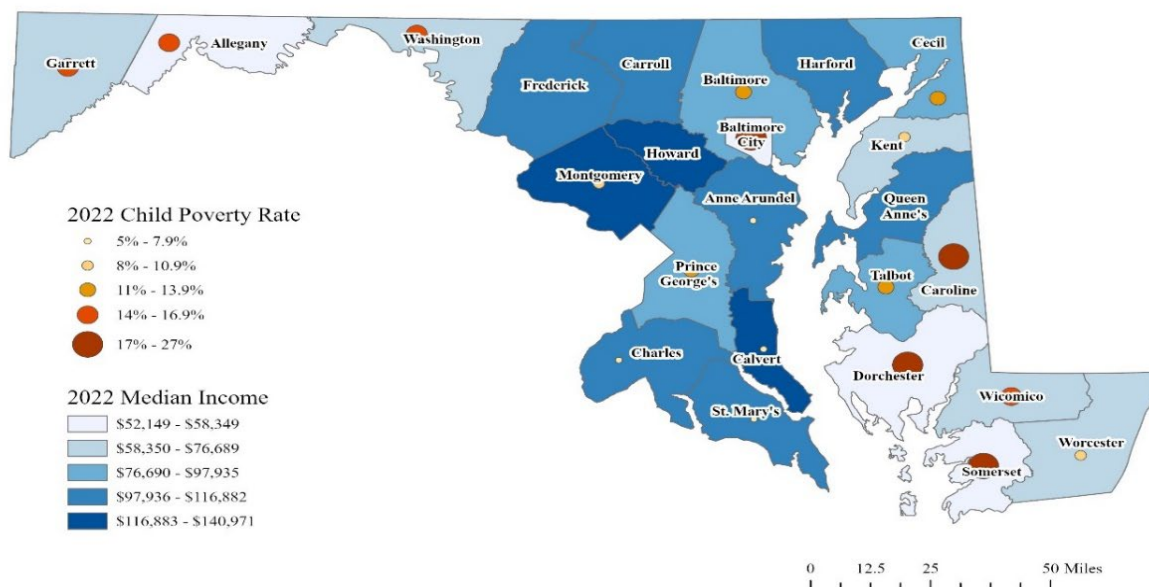 Garrett
Allegany
Washington
Frederick
Carroll
Baltimore
Harford
Cecil
Baltimore
City
Kent
Howard
Montgomery
Anne Arundel
Queen
Anne's
Prince
George's
Talbot
Caroline
Charles
Calvert
Dorchester
St. Mary's
Wicomico
Worcester
Somerset
2022 Child Poverty Rate
5% - 7.9%
8% - 10.9%
11% - 13.9%
14% - 16.9%
17% - 27%
2022 Median Income
$52,149 - $58,349
$58,350 - $76,689
$76,690 - $97,935
$97,936 - $116,882
$116,883 - $140,971
0 12.5 25 50 Miles